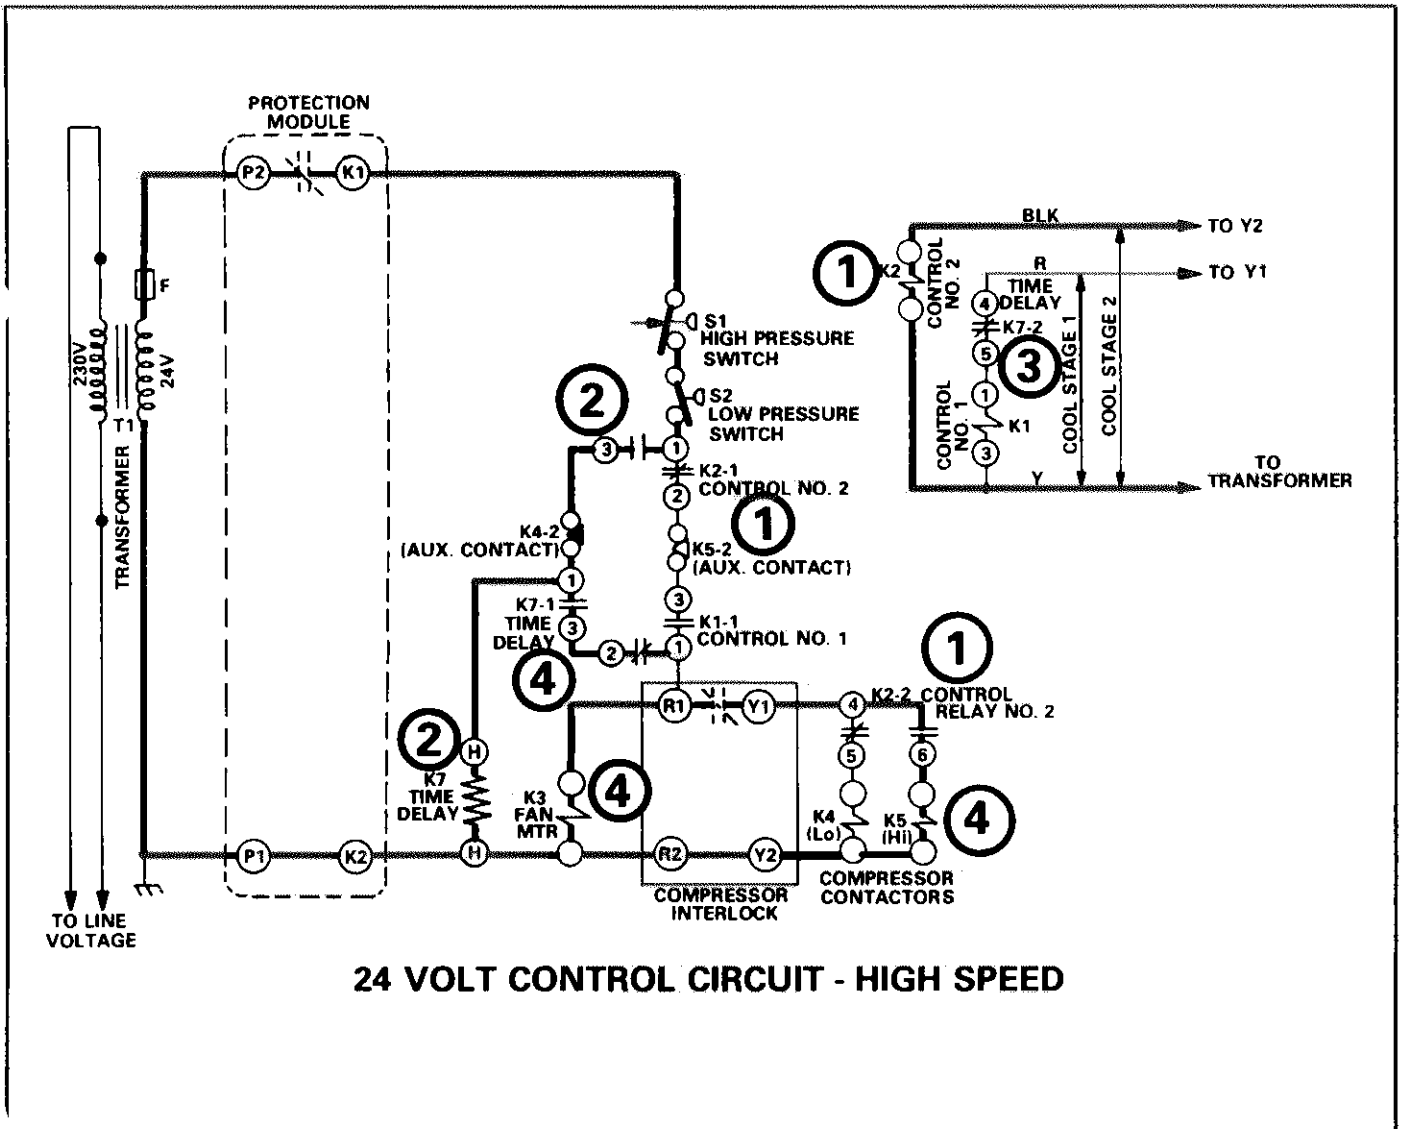 PROTECTION
MODULE
P2
K1
F
230V
24V
T1
TRANSFORMER
S1
HIGH PRESSURE
SWITCH
S2
LOW PRESSURE
SWITCH
2
3
1
K2-1
CONTROL NO. 2
2
1
K4-2
(AUX. CONTACT)
K5-2
(AUX. CONTACT)
1
K7-1
TIME
DELAY
3
2
3
K1-1
CONTROL NO. 1
1
4
2
H
K7
TIME
DELAY
H
K3
FAN
MTR
4
R1
Y1
R2
Y2
COMPRESSOR
INTERLOCK
1
4
K2-2 CONTROL
RELAY NO. 2
5
6
K4
(Lo)
K5
(Hi)
4
COMPRESSOR
CONTACTORS
P1
K2
TO LINE
VOLTAGE
BLK
TO Y2
1
K2
CONTROL
NO. 2
R
TO Y1
4
TIME
DELAY
K7-2
5
3
CONTROL
NO. 1
1
K1
3
COOL STAGE 1
COOL STAGE 2
Y
TO
TRANSFORMER
24 VOLT CONTROL CIRCUIT - HIGH SPEED